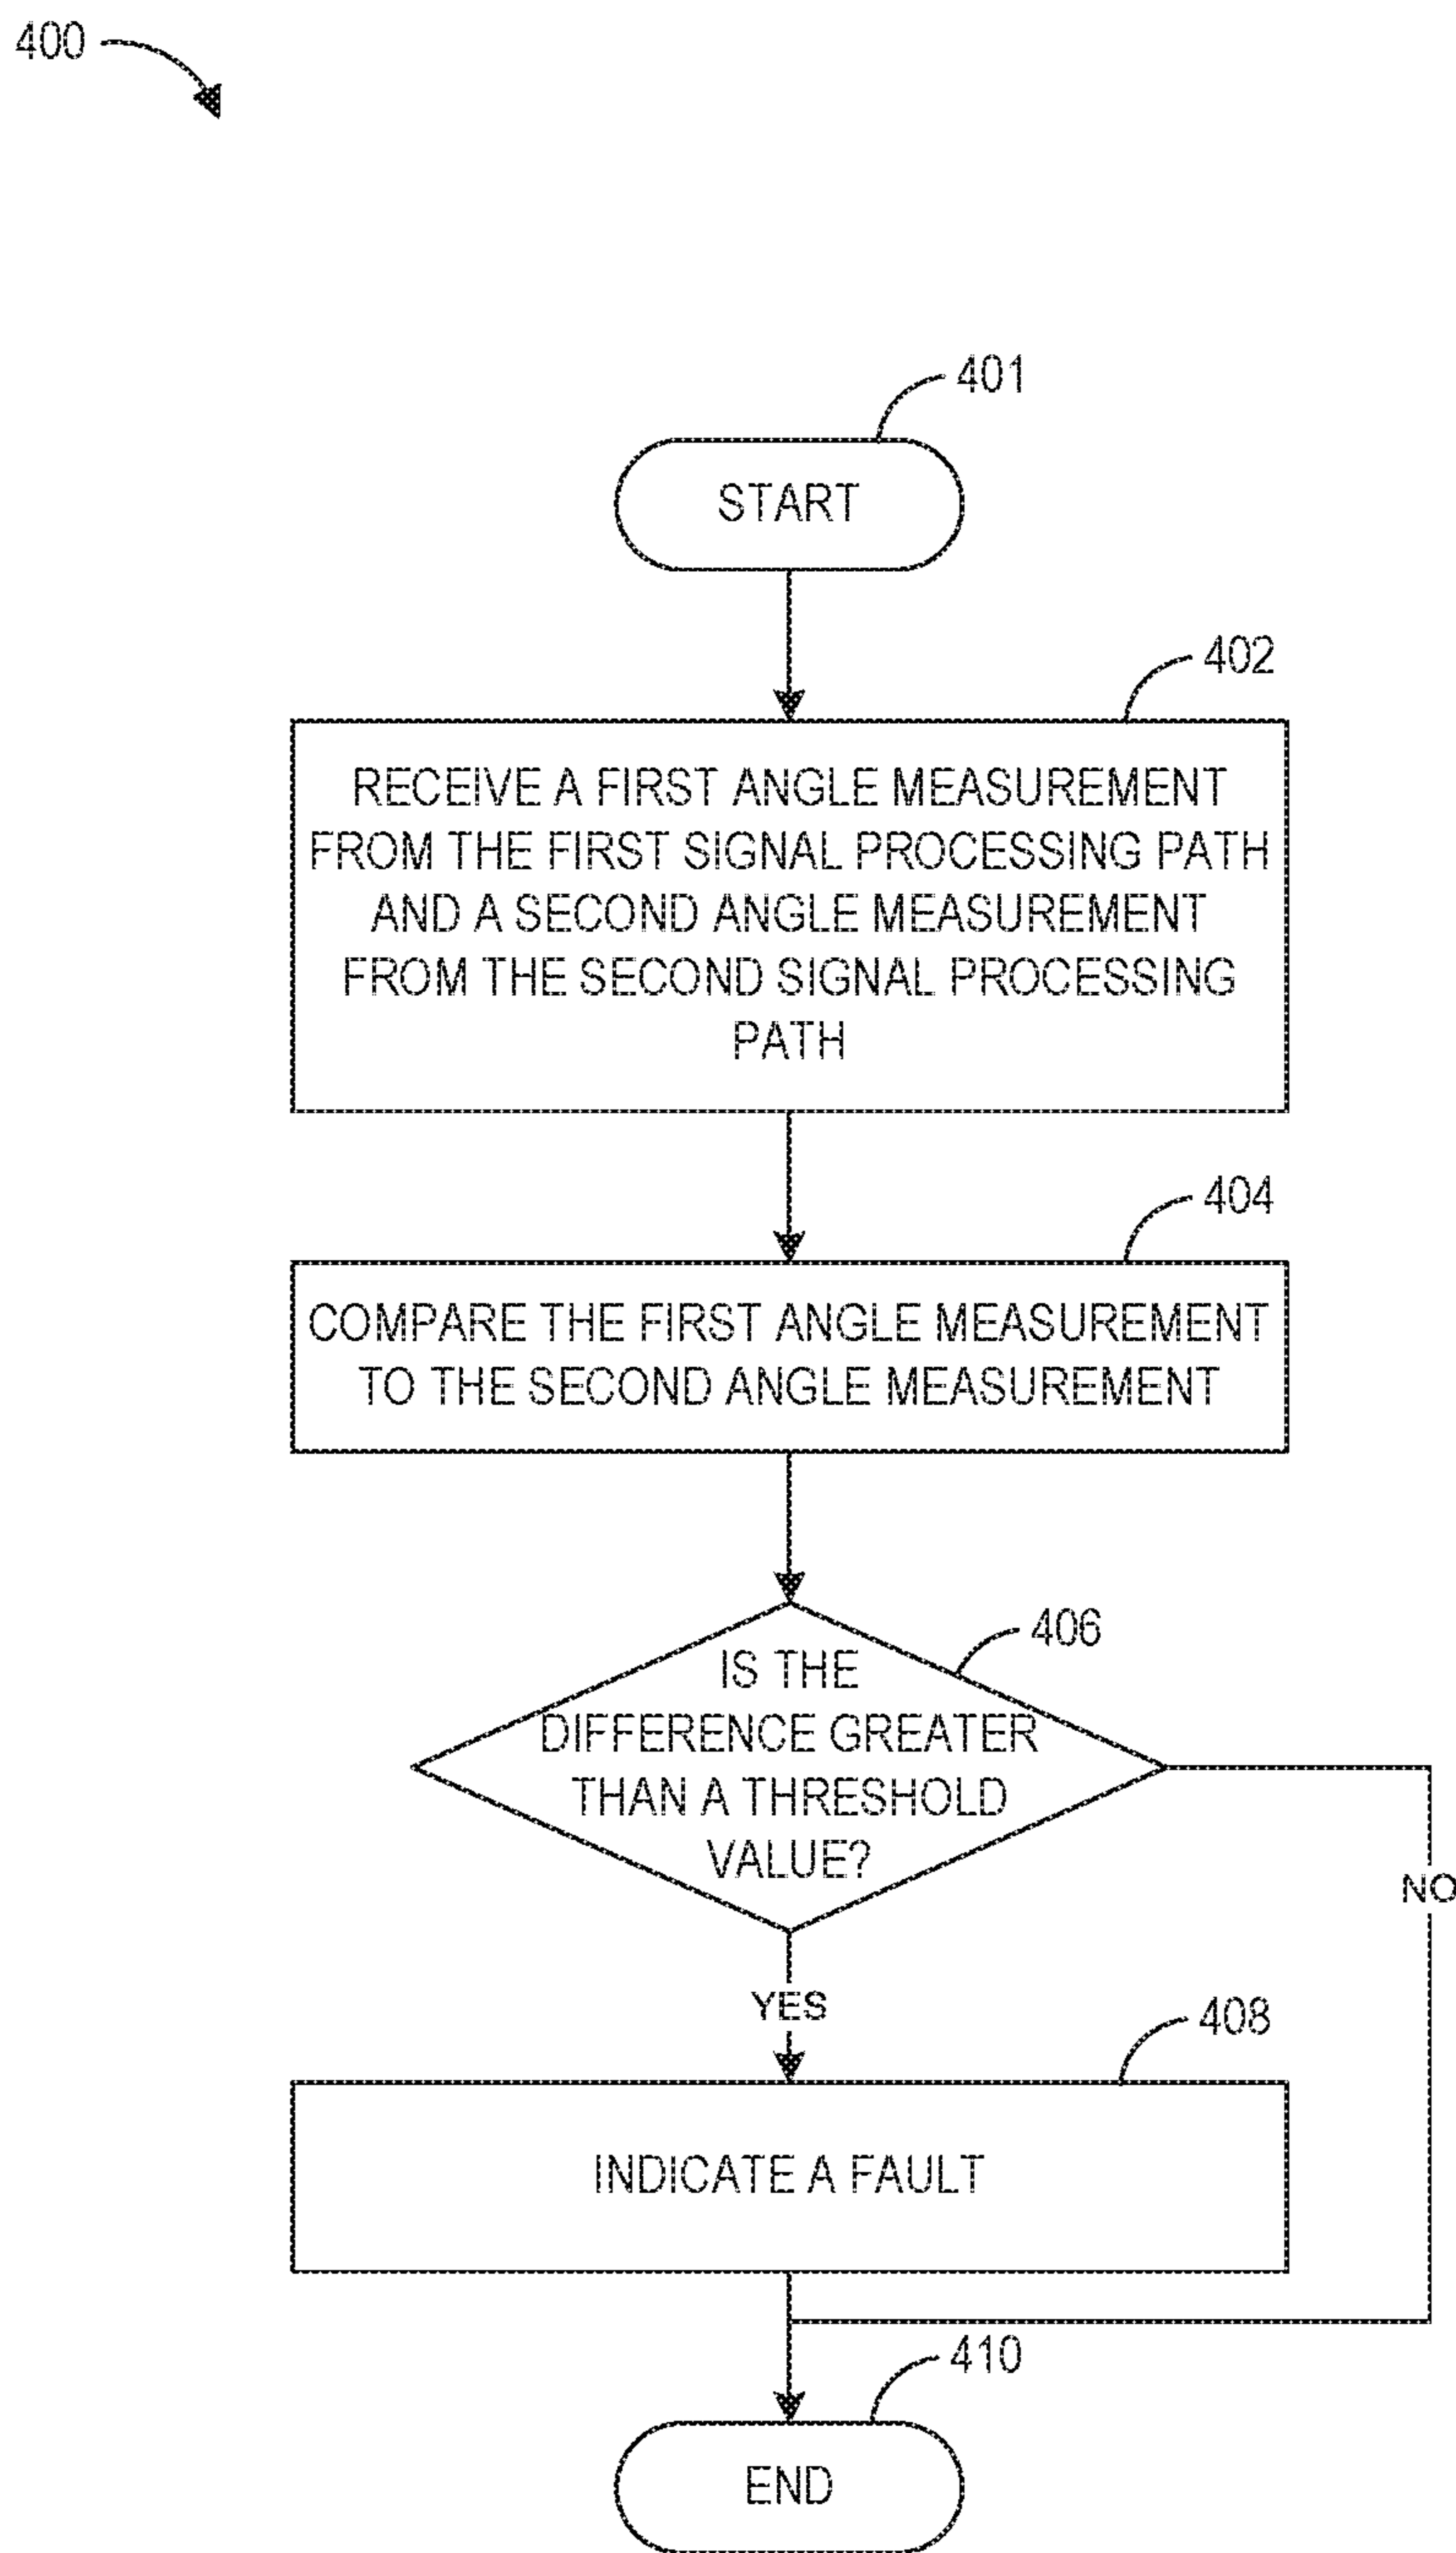 400
401
START
402
RECEIVE A FIRST ANGLE MEASUREMENT
FROM THE FIRST SIGNAL PROCESSING PATH
AND A SECOND ANGLE MEASUREMENT
FROM THE SECOND SIGNAL PROCESSING
PATH
404
COMPARE THE FIRST ANGLE MEASUREMENT
TO THE SECOND ANGLE MEASUREMENT
406
IS THE
DIFFERENCE GREATER
THAN A THRESHOLD
VALUE?
NO
YES
408
INDICATE A FAULT
410
END